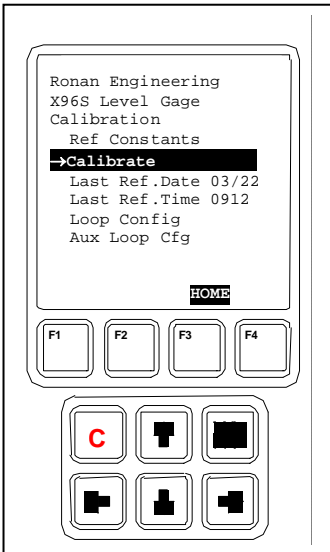 Ronan Engineering
X96S Level Gage
Calibration
Ref Constants
→Calibrate
Last Ref.Date 03/22
Last Ref.Time 0912
Loop Config
Aux Loop Cfg
HOME
F1 F2 F3 F4
C